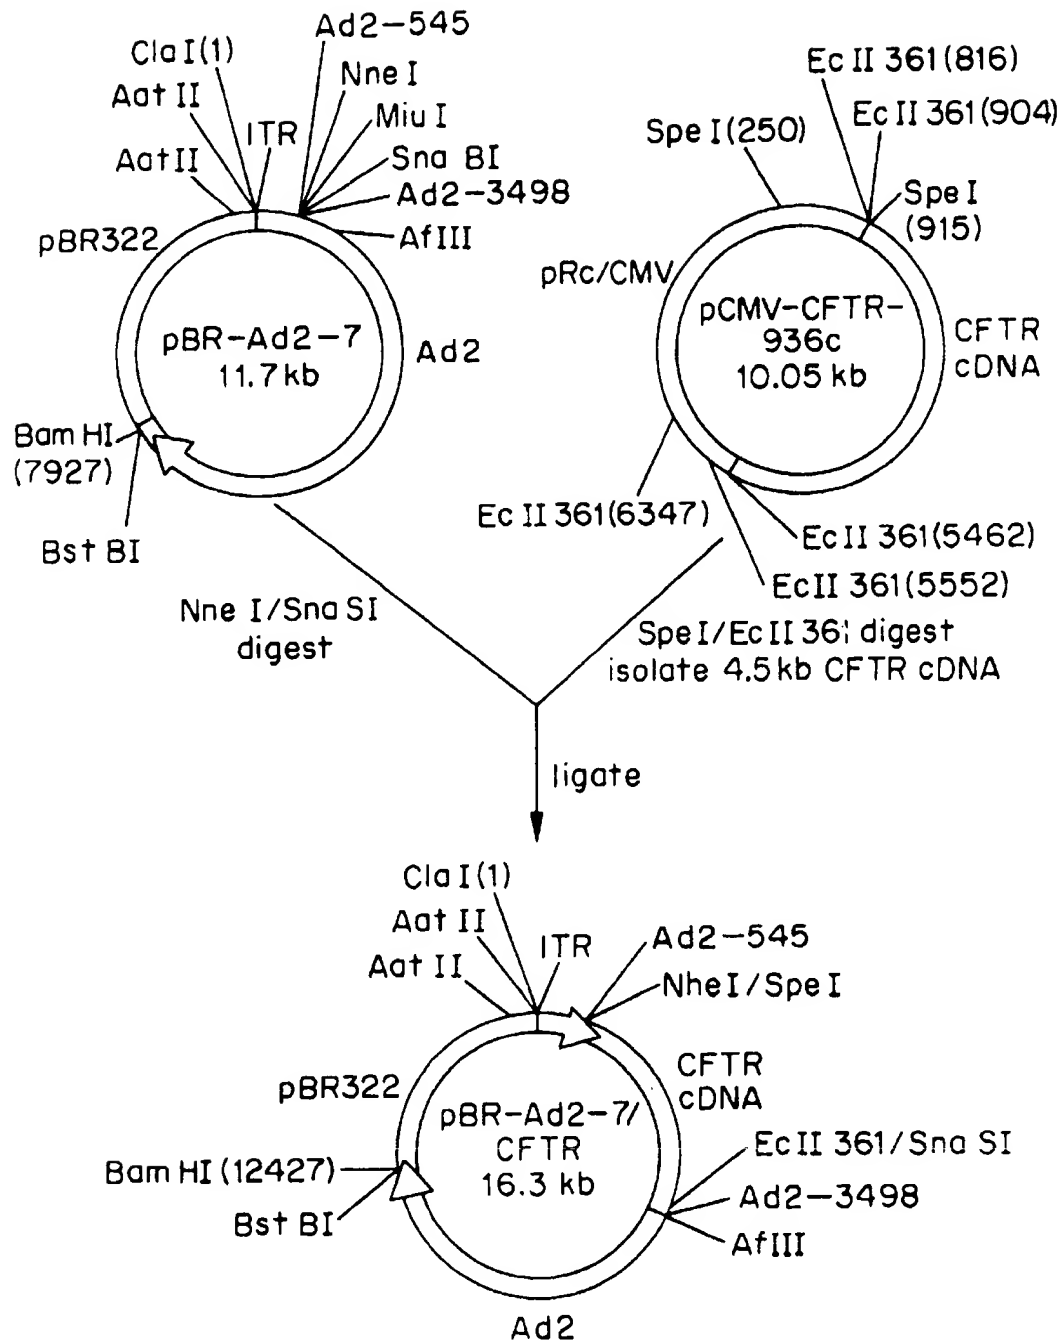 Ad2-545
Cla I (1)
Nne I
Aat II
Miu I
ITR
Sna BI
Aat II
Ad2-3498
pBR322
Af III
pBR-Ad2-7
11.7 kb
Ad2
Bam HI
(7927)
Bst BI
Ec II 361 (816)
Ec II 361 (904)
Spe I (250)
Spe I
(915)
pRc/CMV
pCMV-CFTR-
936c
10.05 kb
CFTR
cDNA
Ec II 361 (6347)
Ec II 361 (5462)
Ec II 361 (5552)
Nne I/Sna SI
digest
Spe I/Ec II 361 digest
isolate 4.5 kb CFTR cDNA
ligate
Cla I (1)
Aat II
ITR
Ad2-545
Aat II
Nhe I/Spe I
pBR322
CFTR
cDNA
pBR-Ad2-7/
CFTR
16.3 kb
Ec II 361/Sna SI
Bam HI (12427)
Ad2-3498
Bst BI
Af III
Ad2